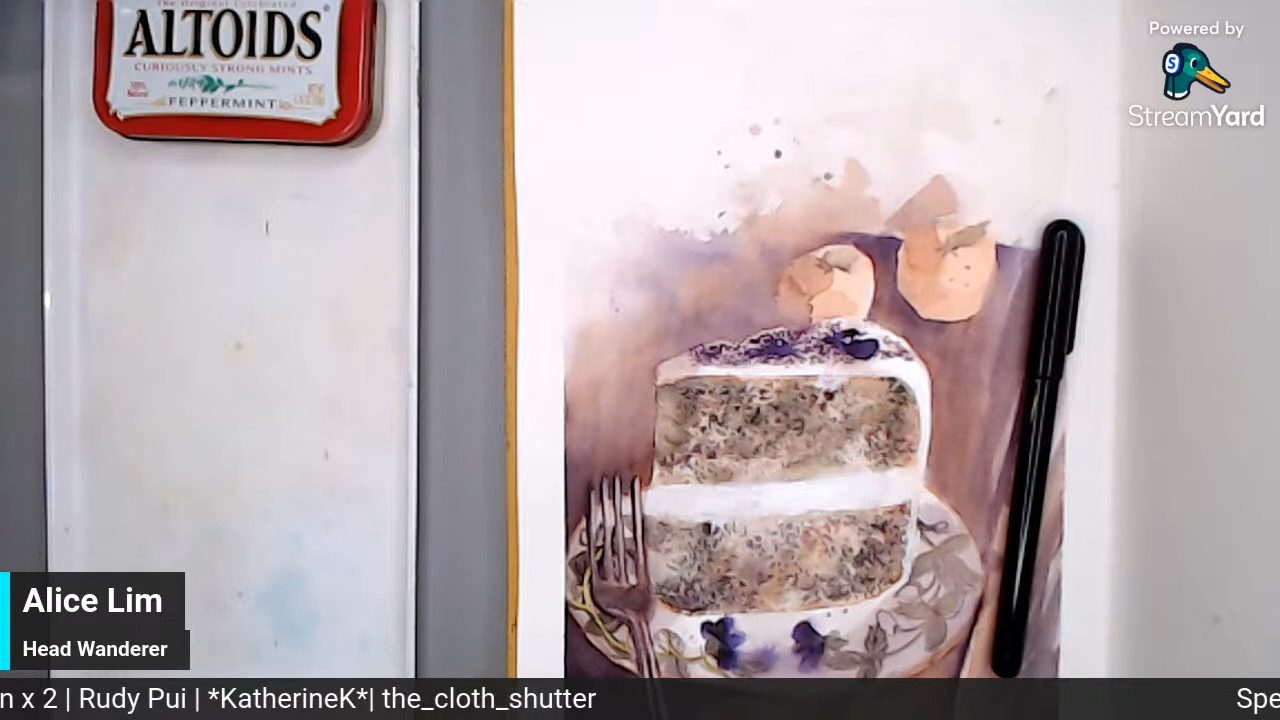 The Original Celebrated
ALTOIDS
CURIOUSLY STRONG MINTS
PEPPERMINT
Powered by
S
StreamYard
Alice Lim
Head Wanderer
n x 2 | Rudy Pui | *KatherineK*| the_cloth_shutter
Spe